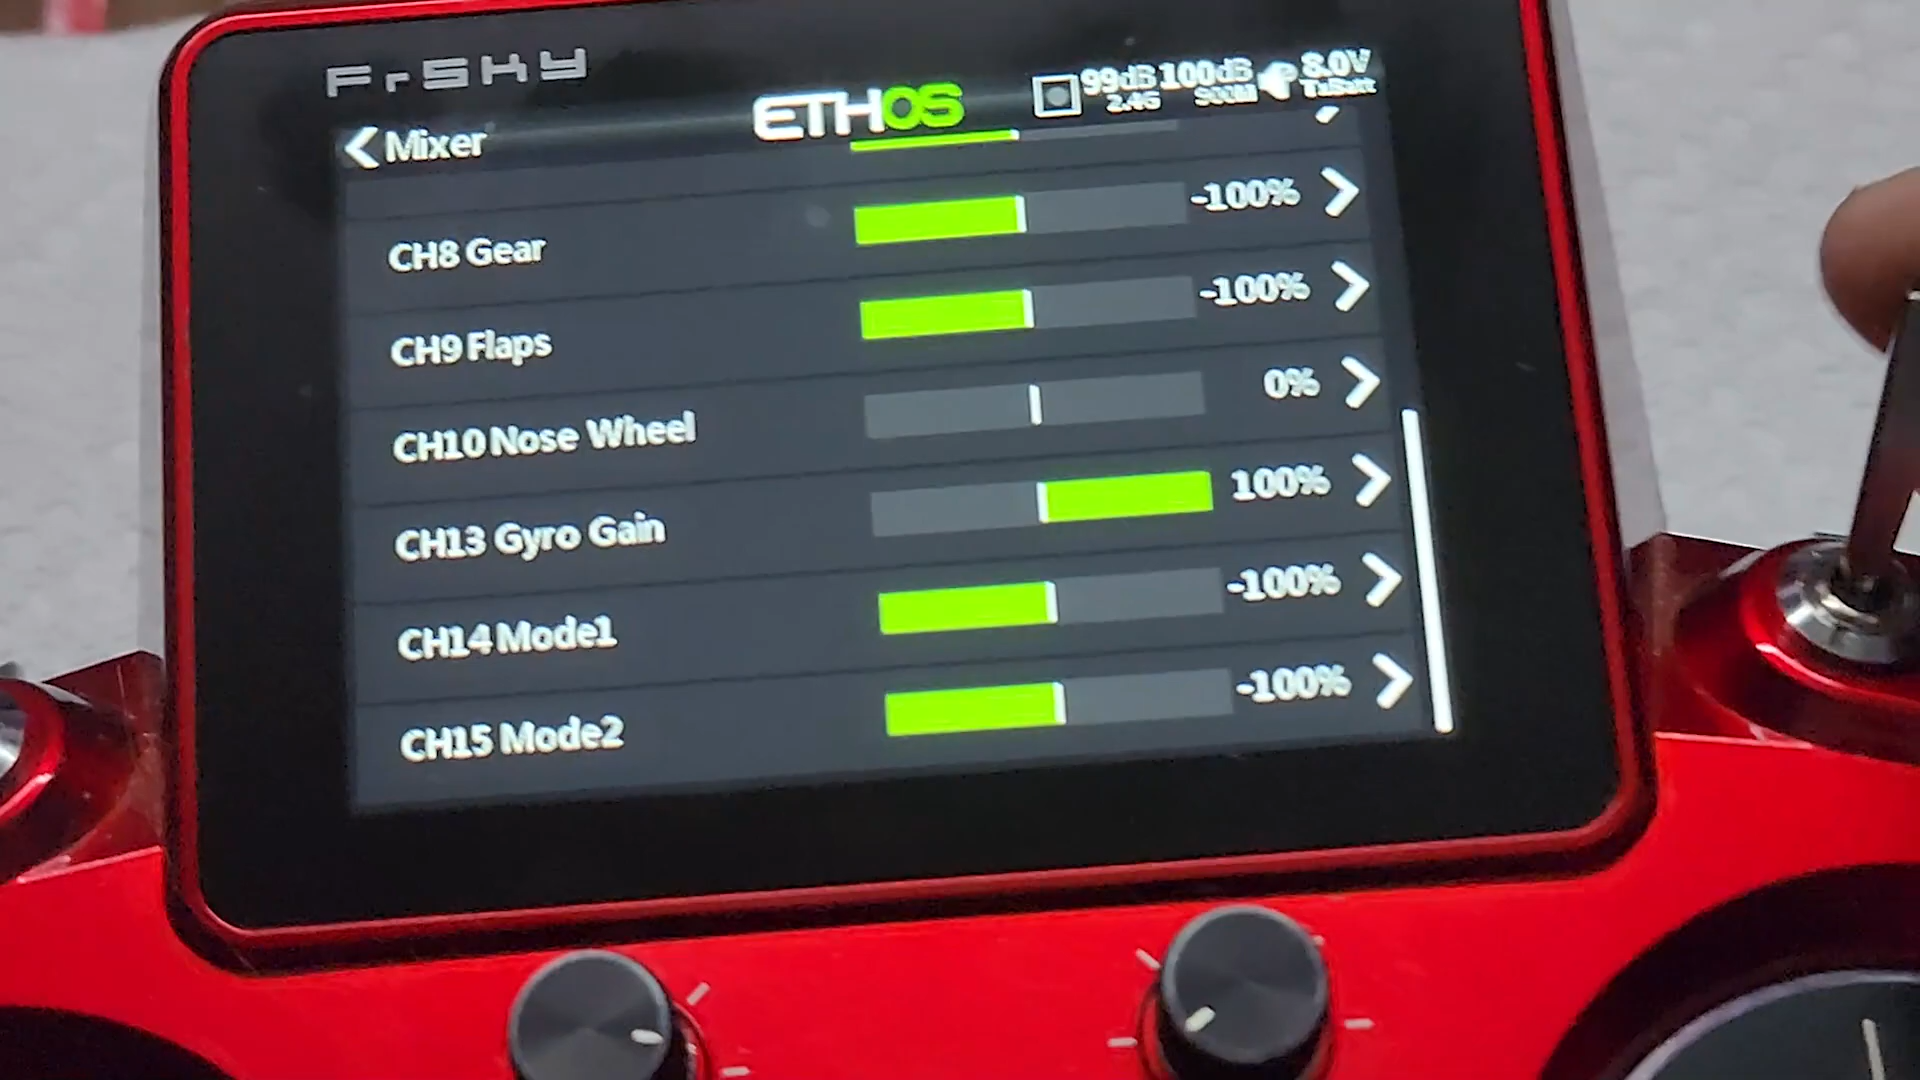 FrSKY
ETHOS
99dB 100dB 8.0V
2.4G 900M TxBatt
Mixer
CH8 Gear -100%
CH9 Flaps -100%
CH10 Nose Wheel 0%
CH13 Gyro Gain 100%
CH14 Mode1 -100%
CH15 Mode2 -100%